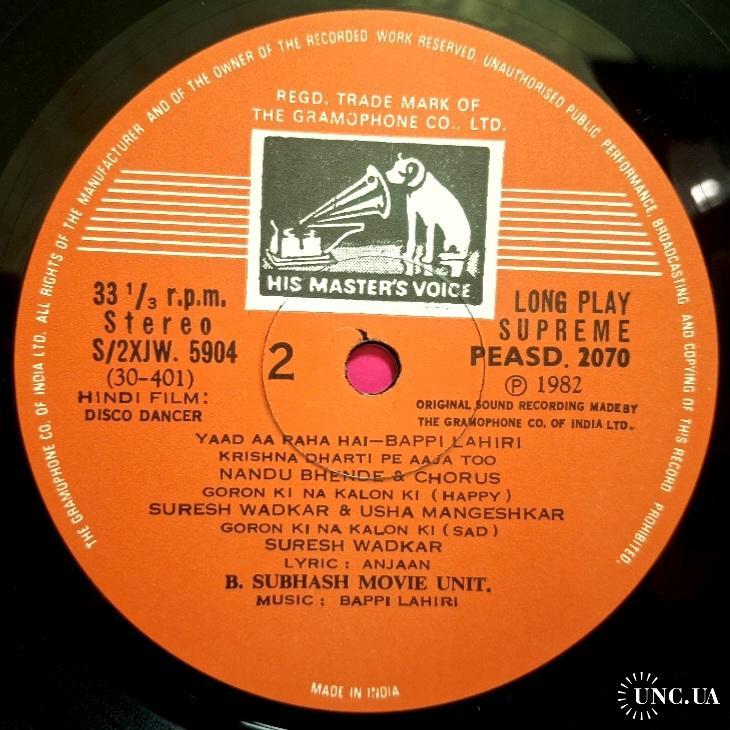 THE GRAMOPHONE CO. OF INDIA LTD. ALL RIGHTS OF THE MANUFACTURER AND OF THE OWNER OF THE RECORDED WORK RESERVED, UNAUTHORISED PUBLIC PERFORMANCE, BROADCASTING AND COPYING OF THIS RECORD PROHIBITED.
REGD. TRADE MARK OF
THE GRAMOPHONE CO., LTD.
HIS MASTER'S VOICE
33 1/3 r.p.m.
Stereo
S/2XJW. 5904
(30-401)
HINDI FILM:
DISCO DANCER
2
LONG PLAY
SUPREME
PEASD. 2070
Ⓟ 1982
ORIGINAL SOUND RECORDING MADE BY
THE GRAMOPHONE CO. OF INDIA LTD.
YAAD AA RAHA HAI—BAPPI LAHIRI
KRISHNA DHARTI PE AAJA TOO
NANDU BHENDE & CHORUS
GORON KI NA KALON KI (HAPPY)
SURESH WADKAR & USHA MANGESHKAR
GORON KI NA KALON KI (SAD)
SURESH WADKAR
LYRIC : ANJAAN
B. SUBHASH MOVIE UNIT.
MUSIC : BAPPI LAHIRI
MADE IN INDIA
UNC.UA